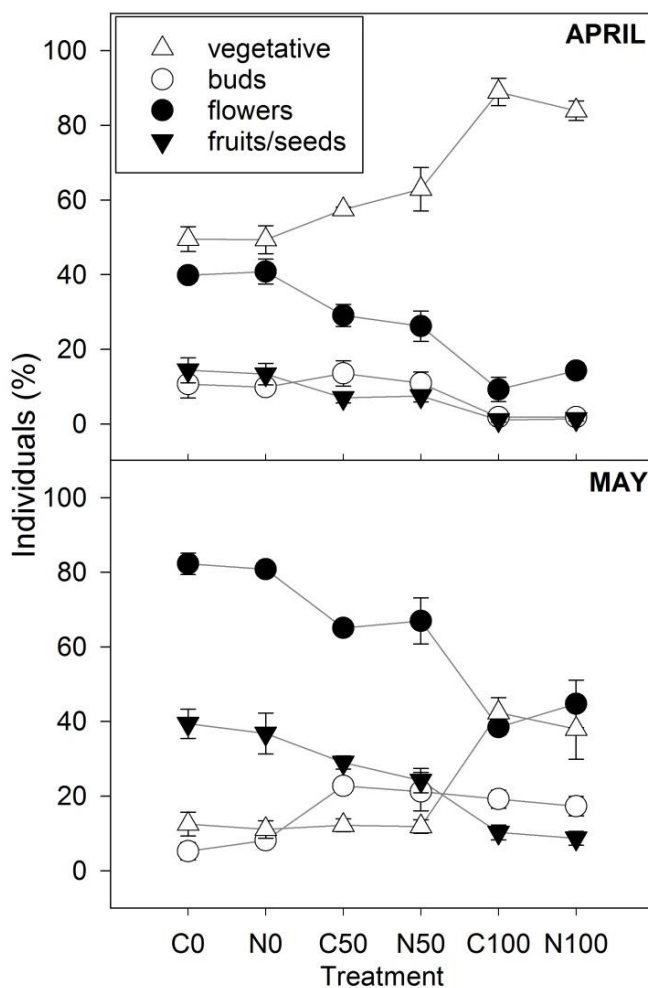 APRIL
vegetative
buds
flowers
fruits/seeds
100
80
60
40
20
0
Individuals (%)
MAY
100
80
60
40
20
0
C0 N0 C50 N50 C100 N100
Treatment